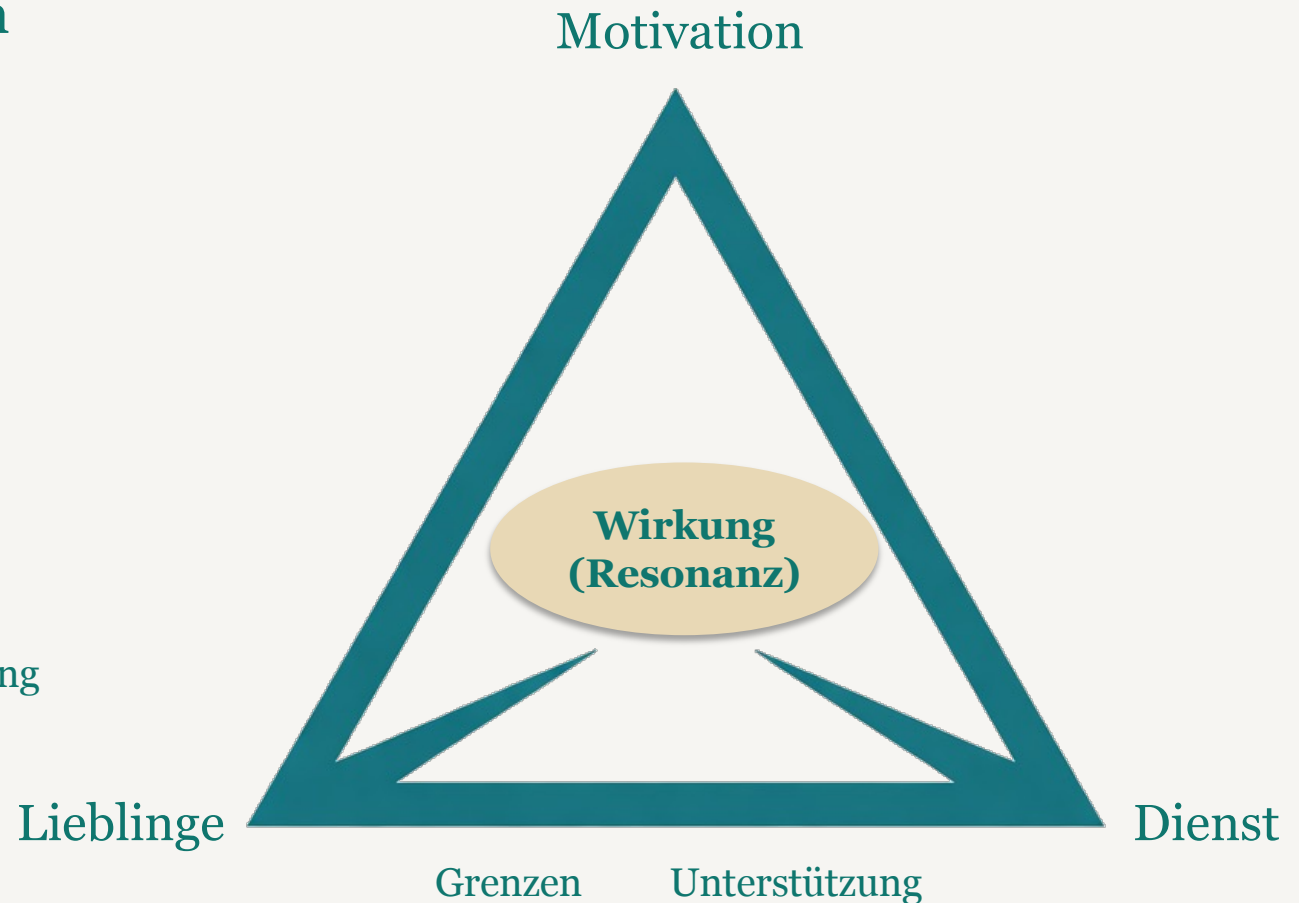 Motivation
Wirkung
(Resonanz)
Lieblinge
Dienst
Grenzen Unterstützung